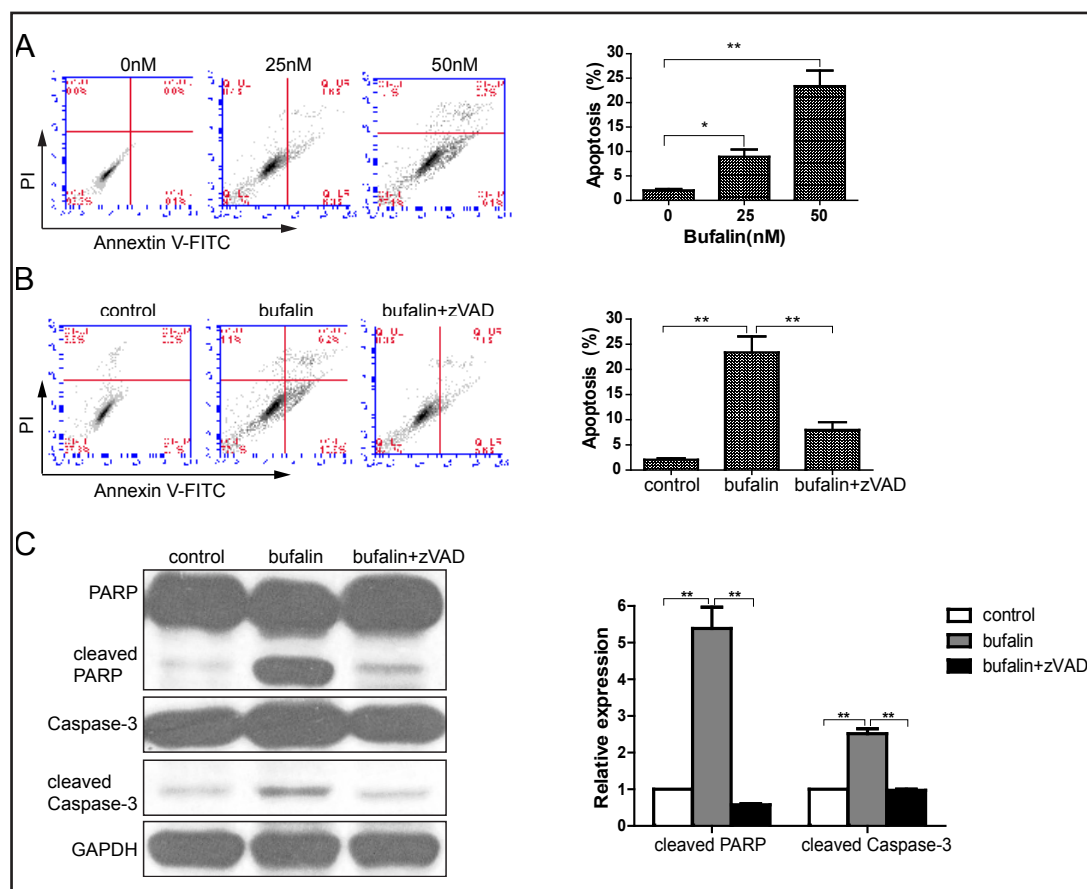 A
0nM 25nM 50nM
PI
Annextin V-FITC
Apoptosis (%)
30
25
20
15
10
5
0
**
*
0 25 50
Bufalin(nM)
B
control bufalin bufalin+zVAD
PI
Annexin V-FITC
Apoptosis (%)
30
25
20
15
10
5
0
** **
control bufalin bufalin+zVAD
C
control bufalin bufalin+zVAD
PARP
cleaved
PARP
Caspase-3
cleaved
Caspase-3
GAPDH
Relative expression
6
5
4
2
1
0
** **
** **
cleaved PARP cleaved Caspase-3
control
bufalin
bufalin+zVAD